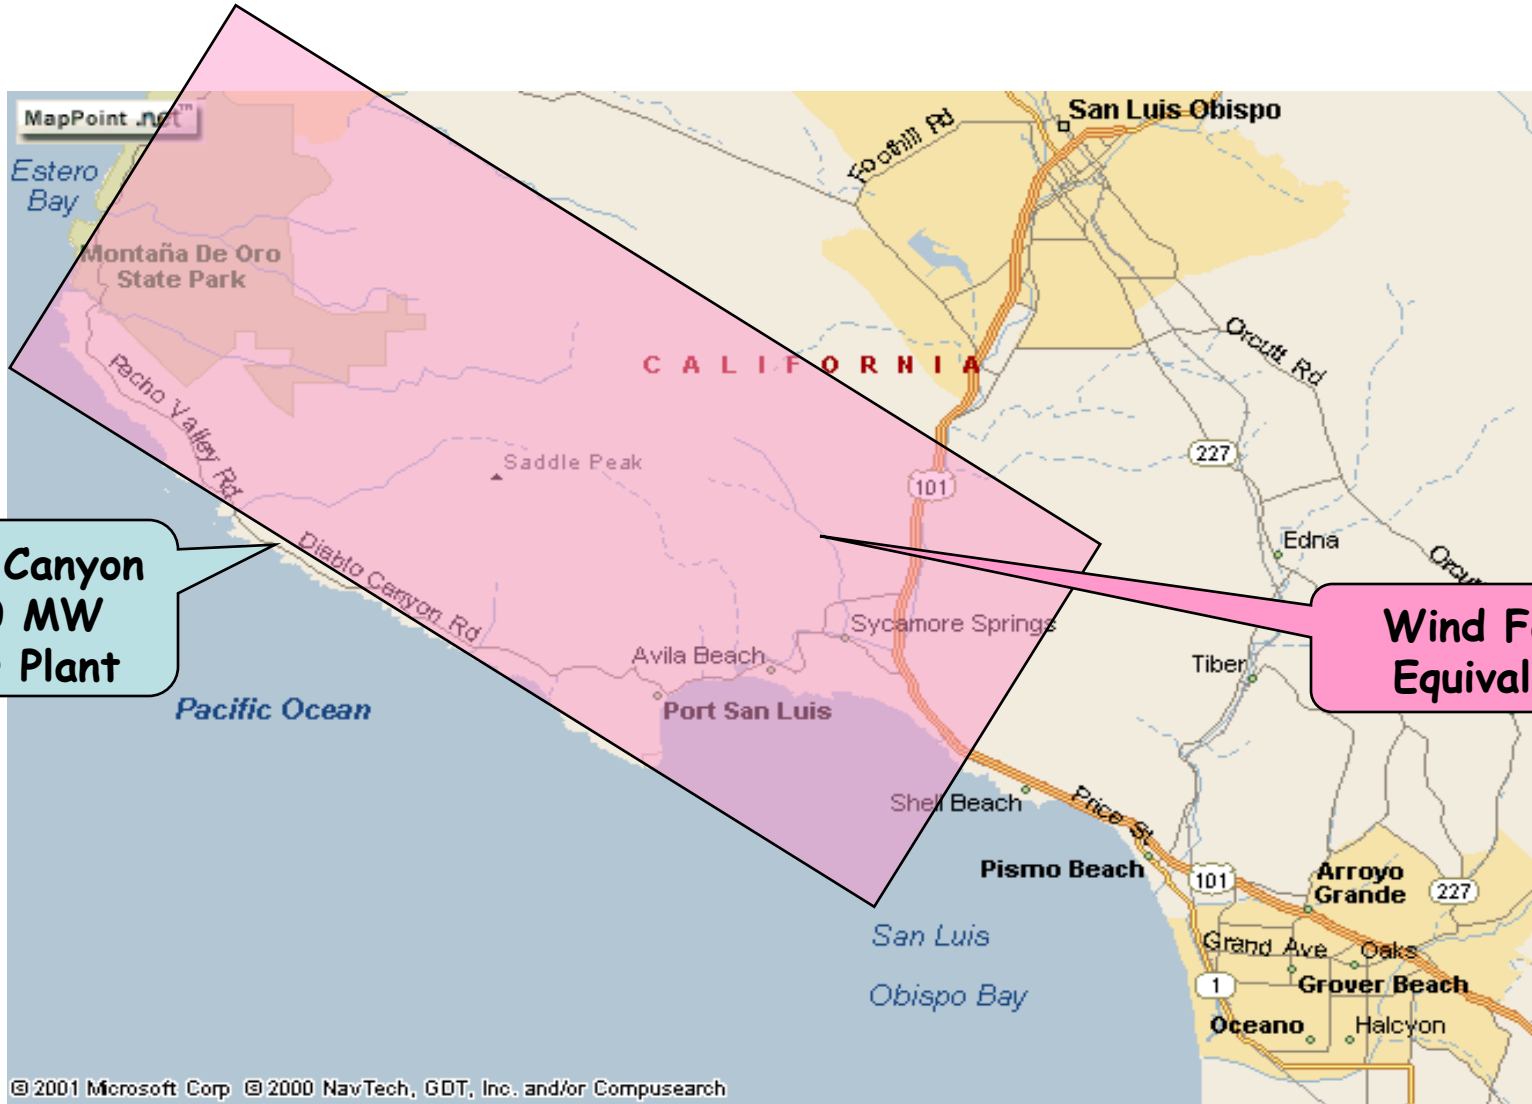 MapPoint .net™
San Luis Obispo
Foothill Rd
Estero
Bay
Montaña De Oro
State Park
Orcutt Rd
CALIFORNIA
Pecho Valley Rd
227
Saddle Peak
101
Canyon
MW
Plant
Diablo Canyon Rd
Edna
Wind
Equival
Sycamore Springs
Avila Beach
Tiber
Pacific Ocean
Port San Luis
Shell Beach
Price St
Pismo Beach
101
Arroyo
Grande
227
San Luis
Obispo Bay
Grand Ave
Oaks
1
Grover Beach
Oceano
Halcyon
© 2001 Microsoft Corp © 2000 NavTech, GDT, Inc. and/or Compusearch